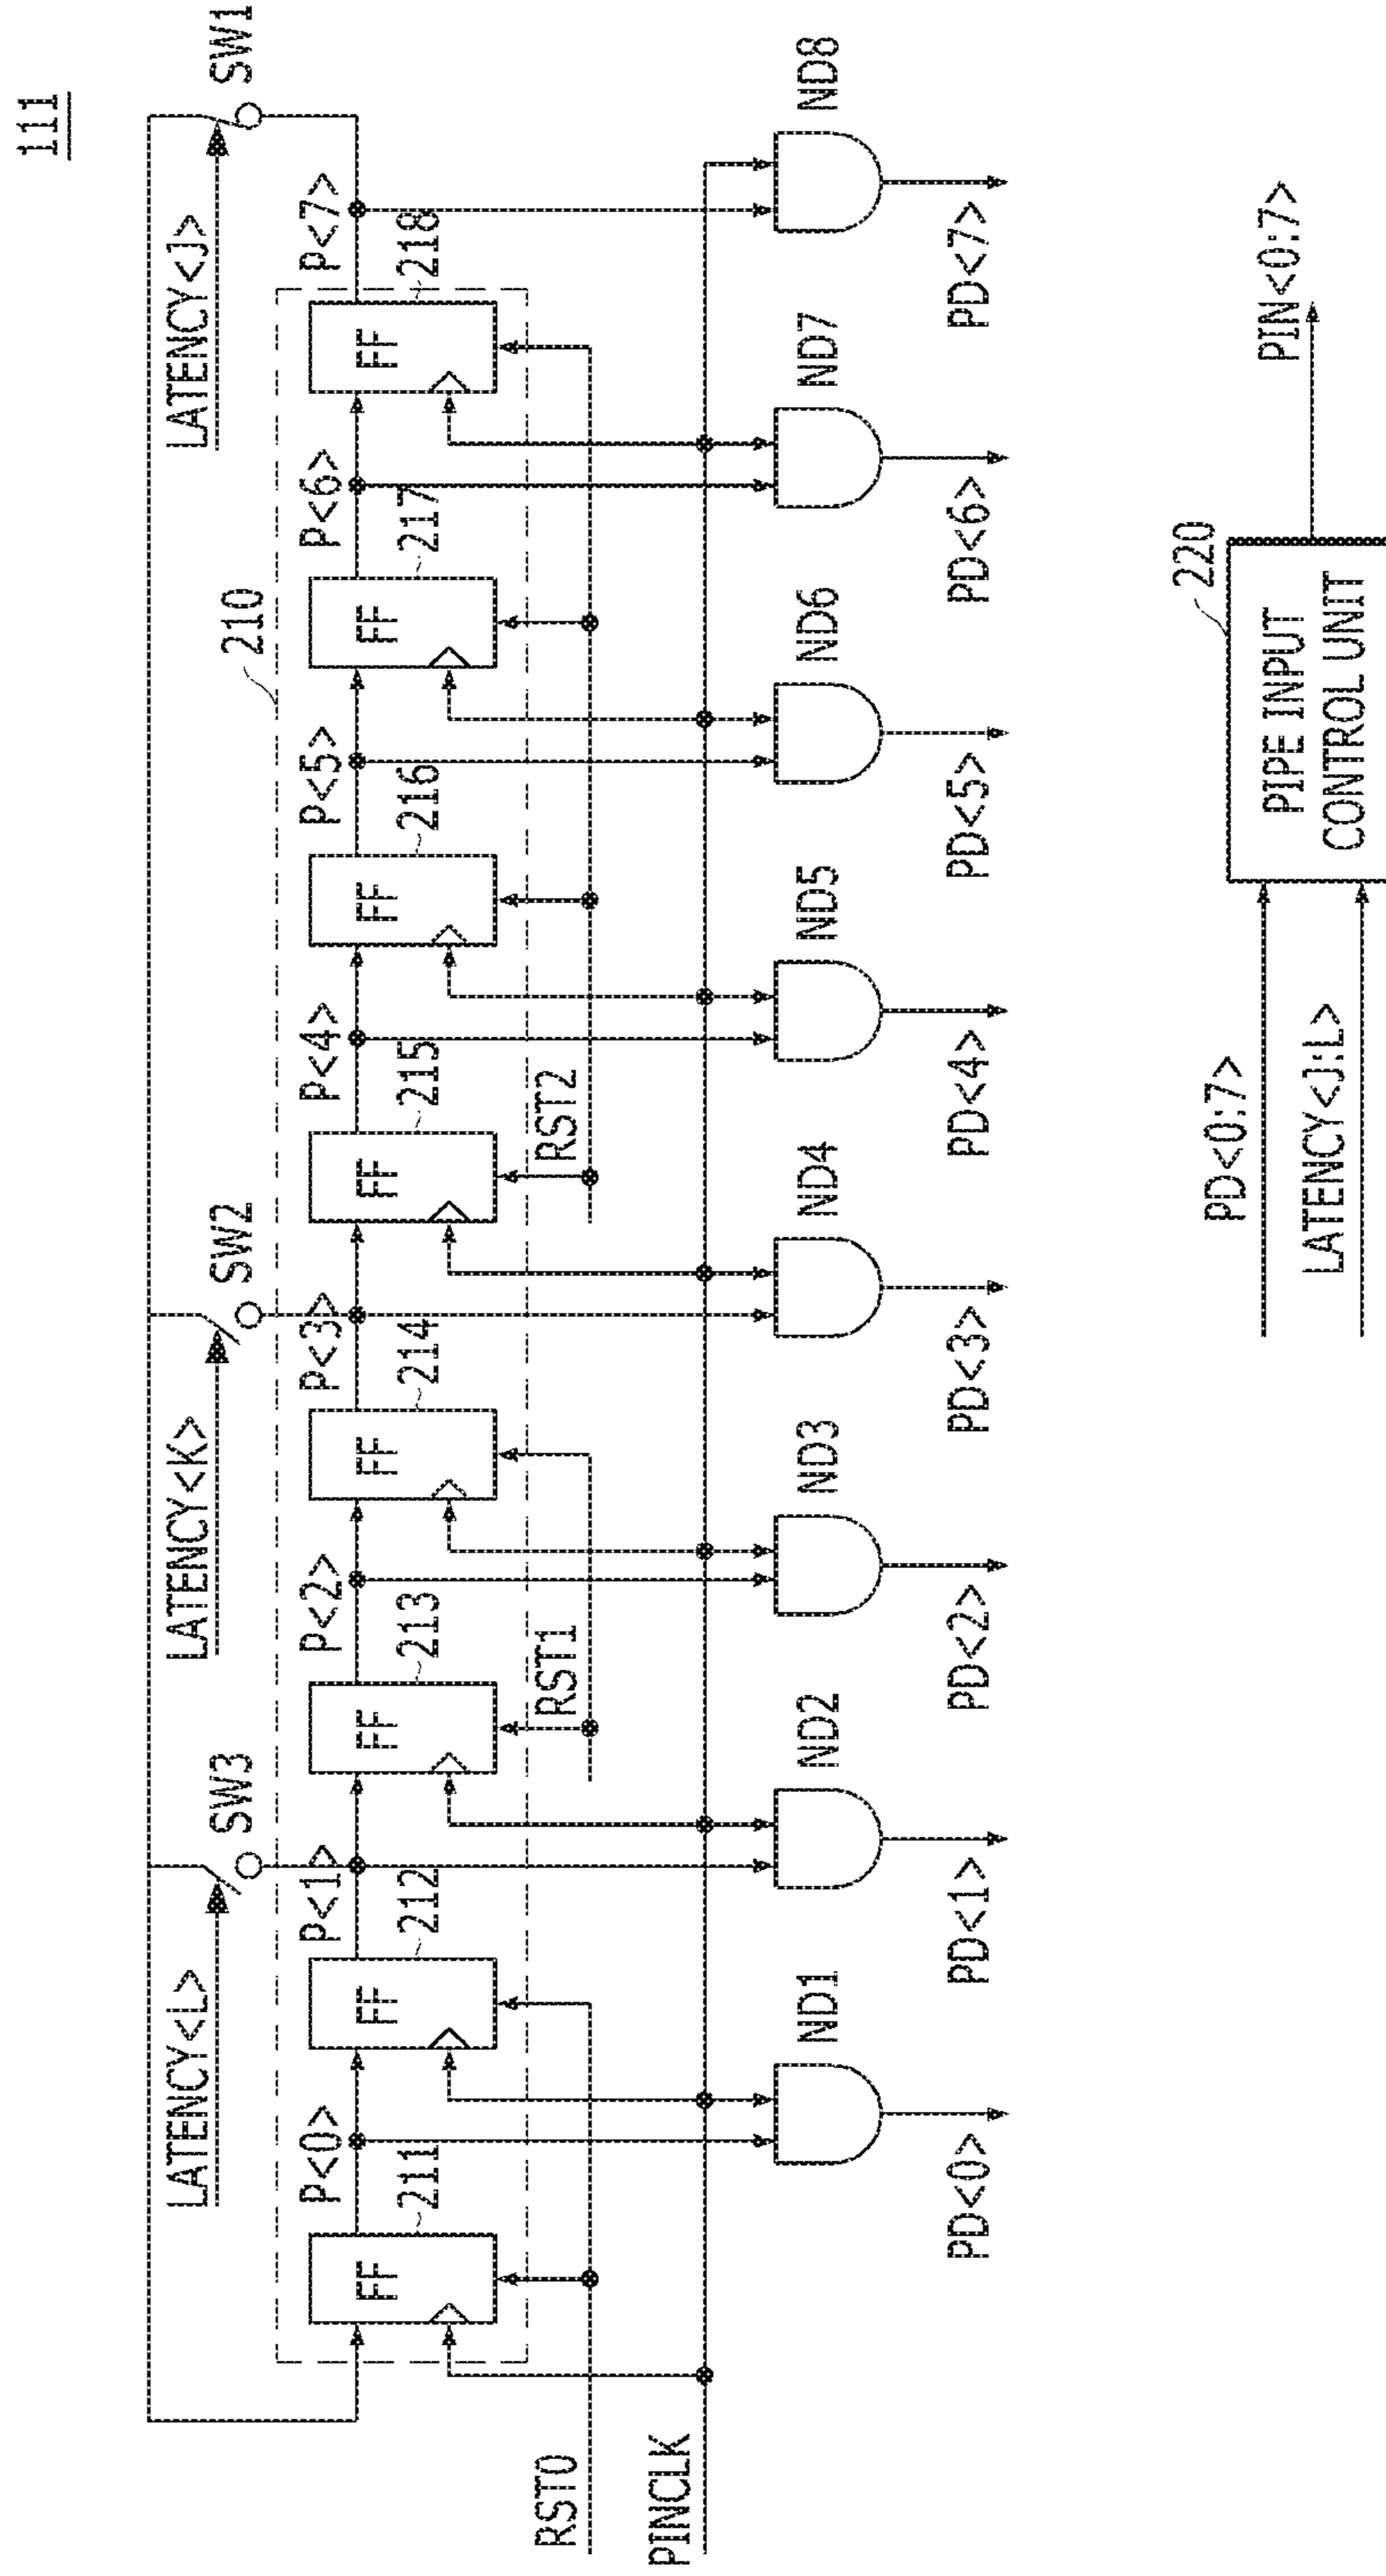 111
LATENCY<L>
SW3
LATENCY<K>
SW2
LATENCY<J>
SW1
210
P<0>
P<1>
P<2>
P<3>
P<4>
P<5>
P<6>
P<7>
211
212
213
214
215
216
217
218
FF
FF
FF
FF
FF
FF
FF
FF
RST0
RST1
RST2
PINCLK
ND1
ND2
ND3
ND4
ND5
ND6
ND7
ND8
PD<0>
PD<1>
PD<2>
PD<3>
PD<4>
PD<5>
PD<6>
PD<7>
220
PD<0:7>
LATENCY<J:L>
PIPE INPUT
CONTROL UNIT
PIN<0:7>